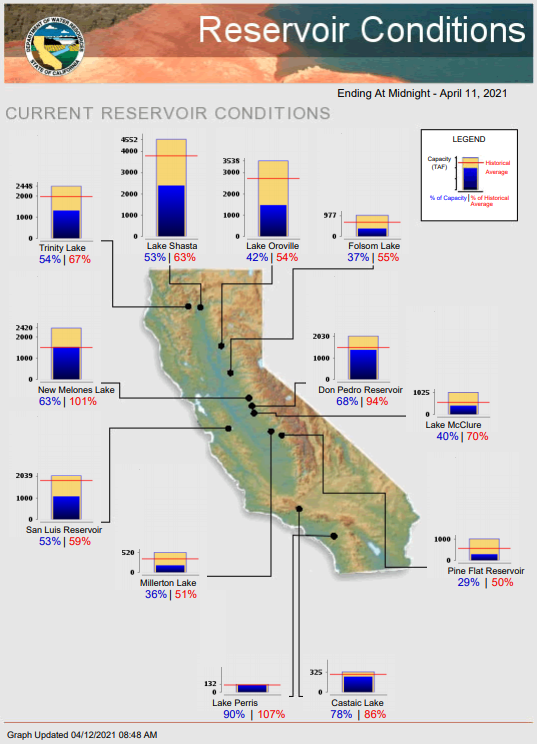 DEPARTMENT OF WATER RESOURCES
STATE OF CALIFORNIA
Reservoir Conditions
Ending At Midnight - April 11, 2021
CURRENT RESERVOIR CONDITIONS
LEGEND
Capacity
(TAF)
Historical
Average
% of Capacity | % of Historical
Average
2448
2000
1000
0
Trinity Lake
54% | 67%
4552
4000
3000
2000
1000
0
Lake Shasta
53% | 63%
3538
3000
2000
1000
0
Lake Oroville
42% | 54%
977
0
Folsom Lake
37% | 55%
2420
2000
1000
0
New Melones Lake
63% | 101%
2030
1000
0
Don Pedro Reservoir
68% | 94%
1025
0
Lake McClure
40% | 70%
2039
1000
0
San Luis Reservoir
53% | 59%
520
0
Millerton Lake
36% | 51%
1000
0
Pine Flat Reservoir
29% | 50%
132
0
Lake Perris
90% | 107%
325
0
Castaic Lake
78% | 86%
Graph Updated 04/12/2021 08:48 AM